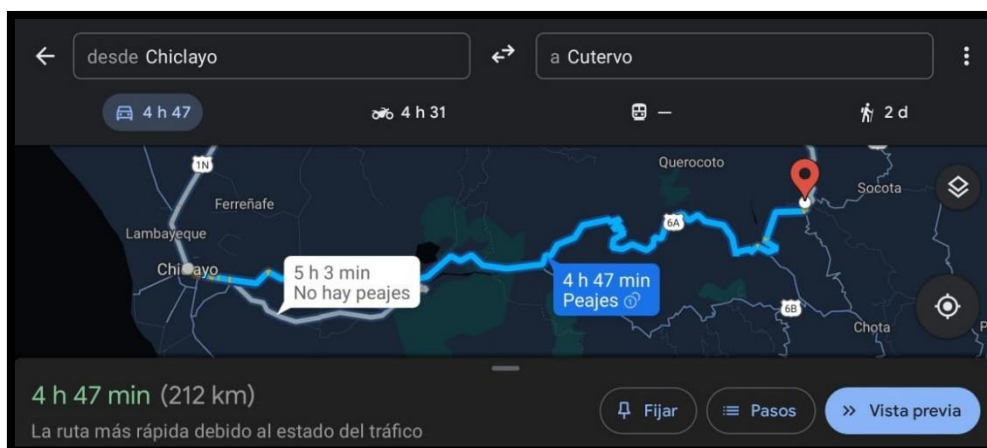 desde Chiclayo
a Cutervo
4 h 47
4 h 31
—
2 d
1N
Querocoto
Socota
Ferreñafe
6A
Lambayeque
Chiclayo
5 h 3 min
No hay peajes
4 h 47 min
Peajes
6B
Chota
P
4 h 47 min (212 km)
La ruta más rápida debido al estado del tráfico
Fijar
Pasos
Vista previa